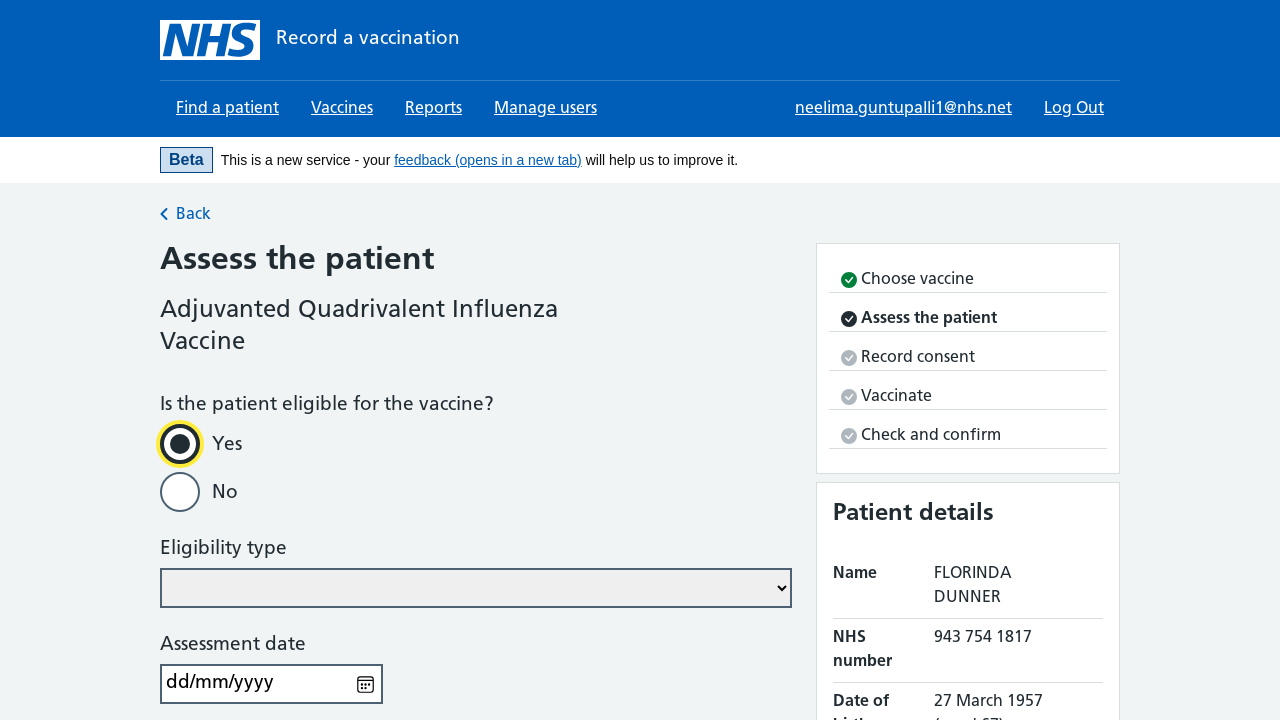 NHS Record a vaccination
Find a patient Vaccines Reports Manage users neelima.guntupalli1@nhs.net Log Out
Beta This is a new service - your feedback (opens in a new tab) will help us to improve it.
Back
Assess the patient
Adjuvanted Quadrivalent Influenza
Vaccine
Is the patient eligible for the vaccine?
Yes
No
Eligibility type
Assessment date
dd/mm/yyyy
Choose vaccine
Assess the patient
Record consent
Vaccinate
Check and confirm
Patient details
Name FLORINDA
DUNNER
NHS 943 754 1817
number
Date of 27 March 1957